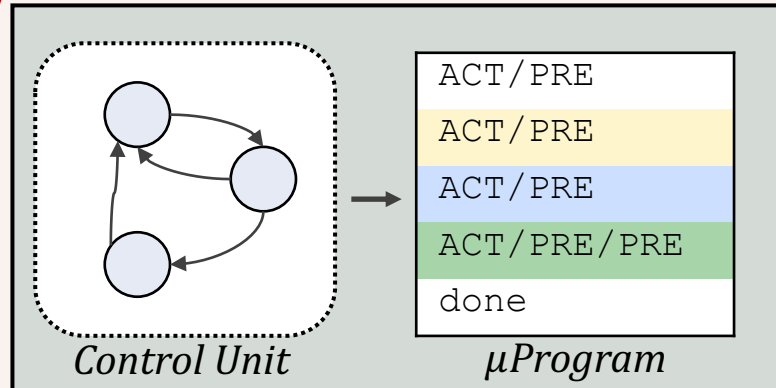 ACT/PRE
ACT/PRE
ACT/PRE
ACT/PRE/PRE
done
Control Unit
μProgram